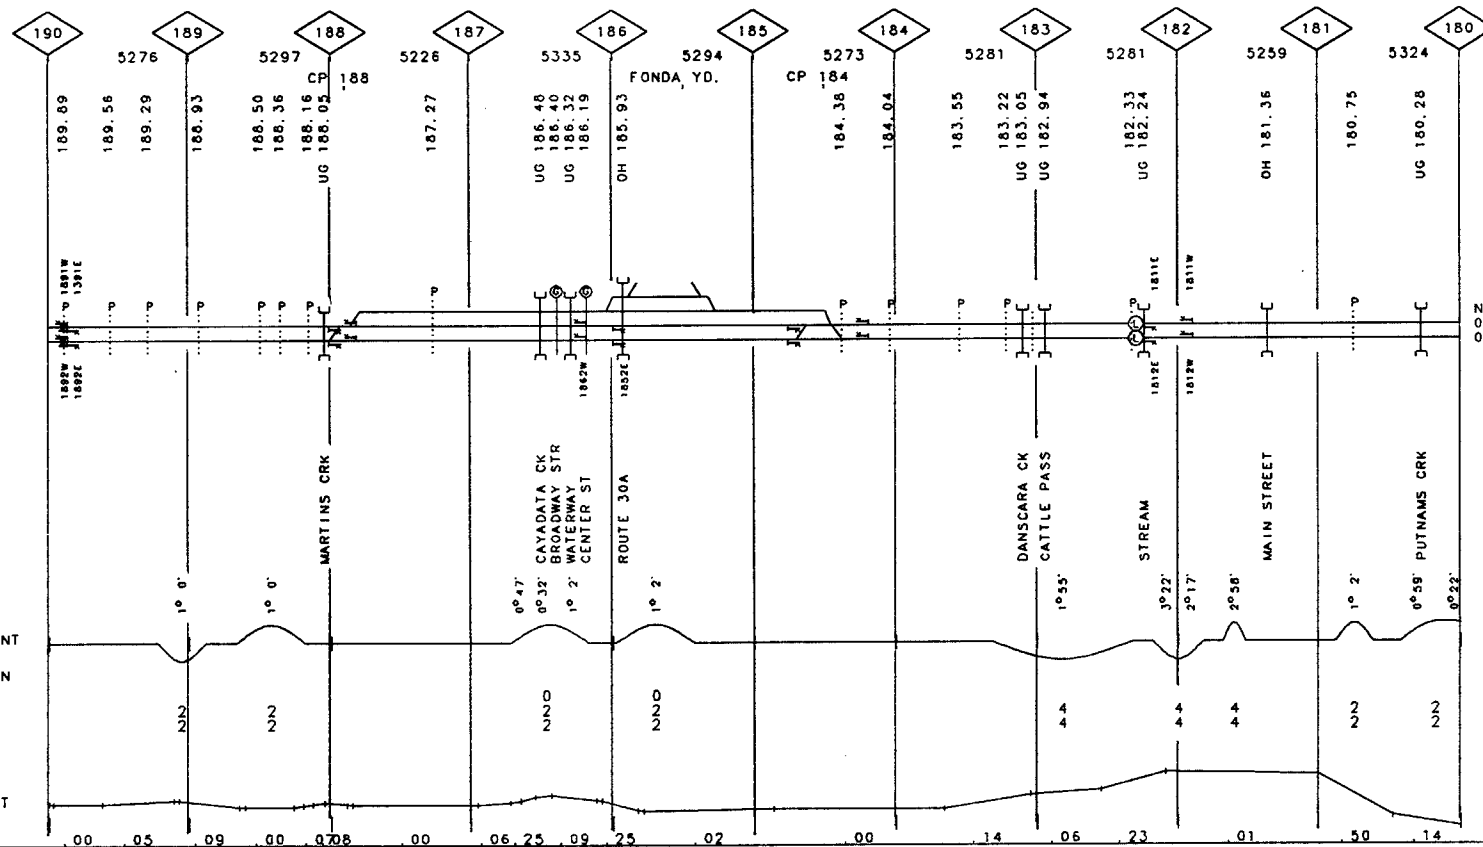 190 189 188 187 186 185 184 183 182 181 180
5276 5297 5226 5335 5294 5273 5281 5281 5259 5324
CP 188 FONDA YD. CP 184
189.89
189.56
189.29
188.93
188.50
188.36
188.16
UG 188.05
187.27
UG 186.48
186.40
UG 186.32
186.19
OH 185.93
184.38
184.04
183.55
183.22
UG 183.05
UG 182.94
182.33
UG 182.24
OH 181.36
180.75
UG 180.28
1891W
1891E
1811E
1811W
P P P P P P P P P P P P P P P
G G
N
0
0
L
L
1892W
1892E
1862W
1852E
1812E
1812W
MARTINS CRK
CAYADATA CK
BROADWAY STR
WATERWAY
CENTER ST
ROUTE 30A
DANSCARA CK
CATTLE PASS
STREAM
MAIN STREET
PUTNAMS CRK
1° 0' 1° 0' 0°47' 0°32' 1° 2' 1° 2' 1°55' 3°22' 2°17' 2°58' 1° 2' 0°59' 0°22'
NT
N
0 0
2 2 2 2 4 4 4 2 2
2 2 2 2 4 4 4 2 2
T
00 05 09 00 07 08 00 06 25 09 25 02 00 14 06 23 01 50 14